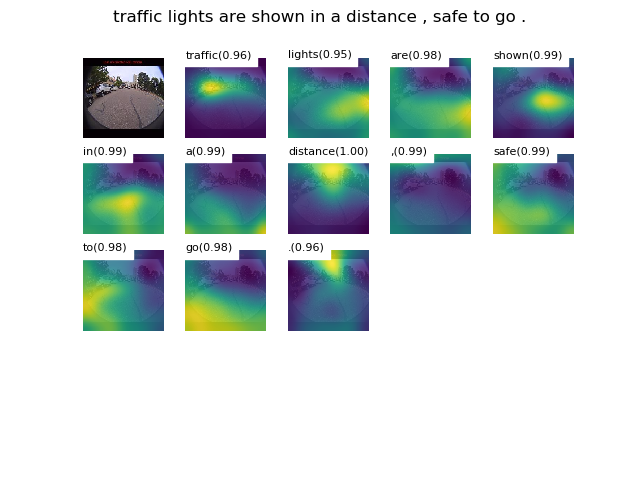 traffic lights are shown in a distance , safe to go .
traffic(0.96) lights(0.95) are(0.98) shown(0.99)
in(0.99) a(0.99) distance(1.00) ,(0.99) safe(0.99)
to(0.98) go(0.98) .(0.96)